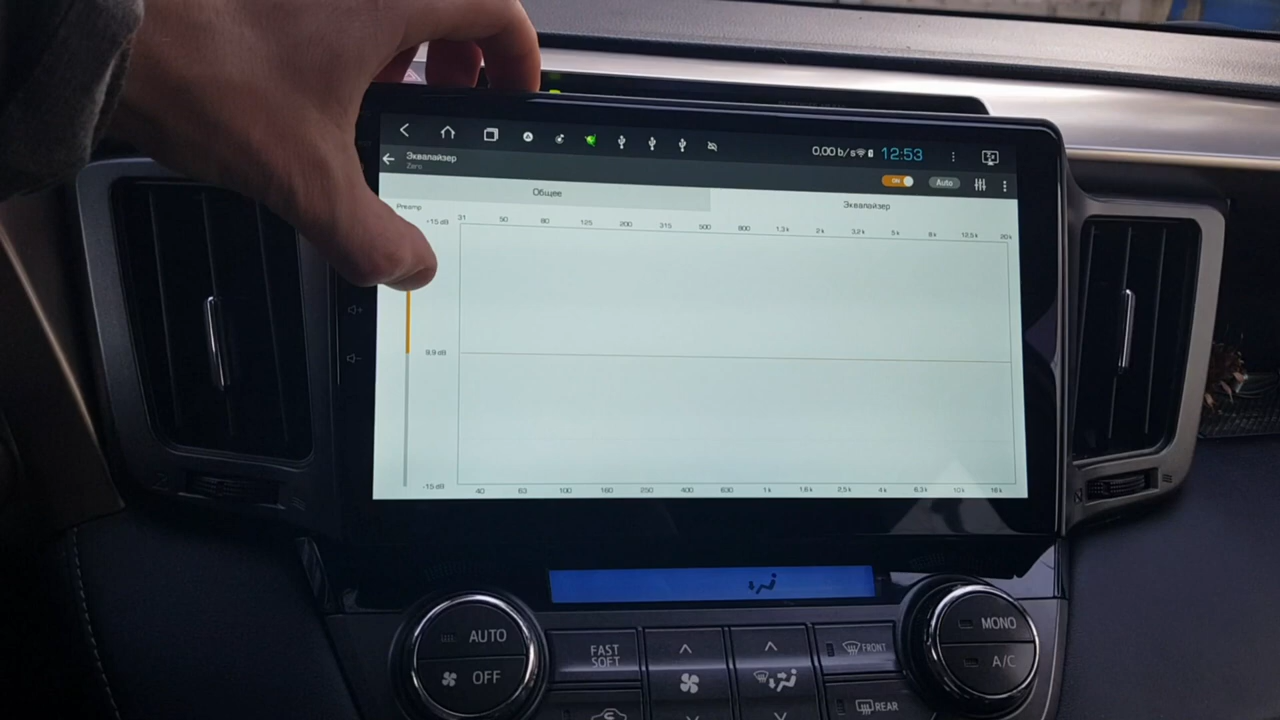 0,00 b/s 12:53
Эквалайзер
Zero
ON Auto
Общее Эквалайзер
Preamp
+15 dB
31 50 80 125 200 315 500 800 1,3 k 2 k 3,2 k 5 k 8 k 12,5 k 20 k
9,9 dB
-15 dB
40 63 100 160 250 400 630 1 k 1,6 k 2,5 k 4 k 6,3 k 10 k 16 k
AUTO
OFF
FAST
SOFT
FRONT
REAR
MONO
A/C